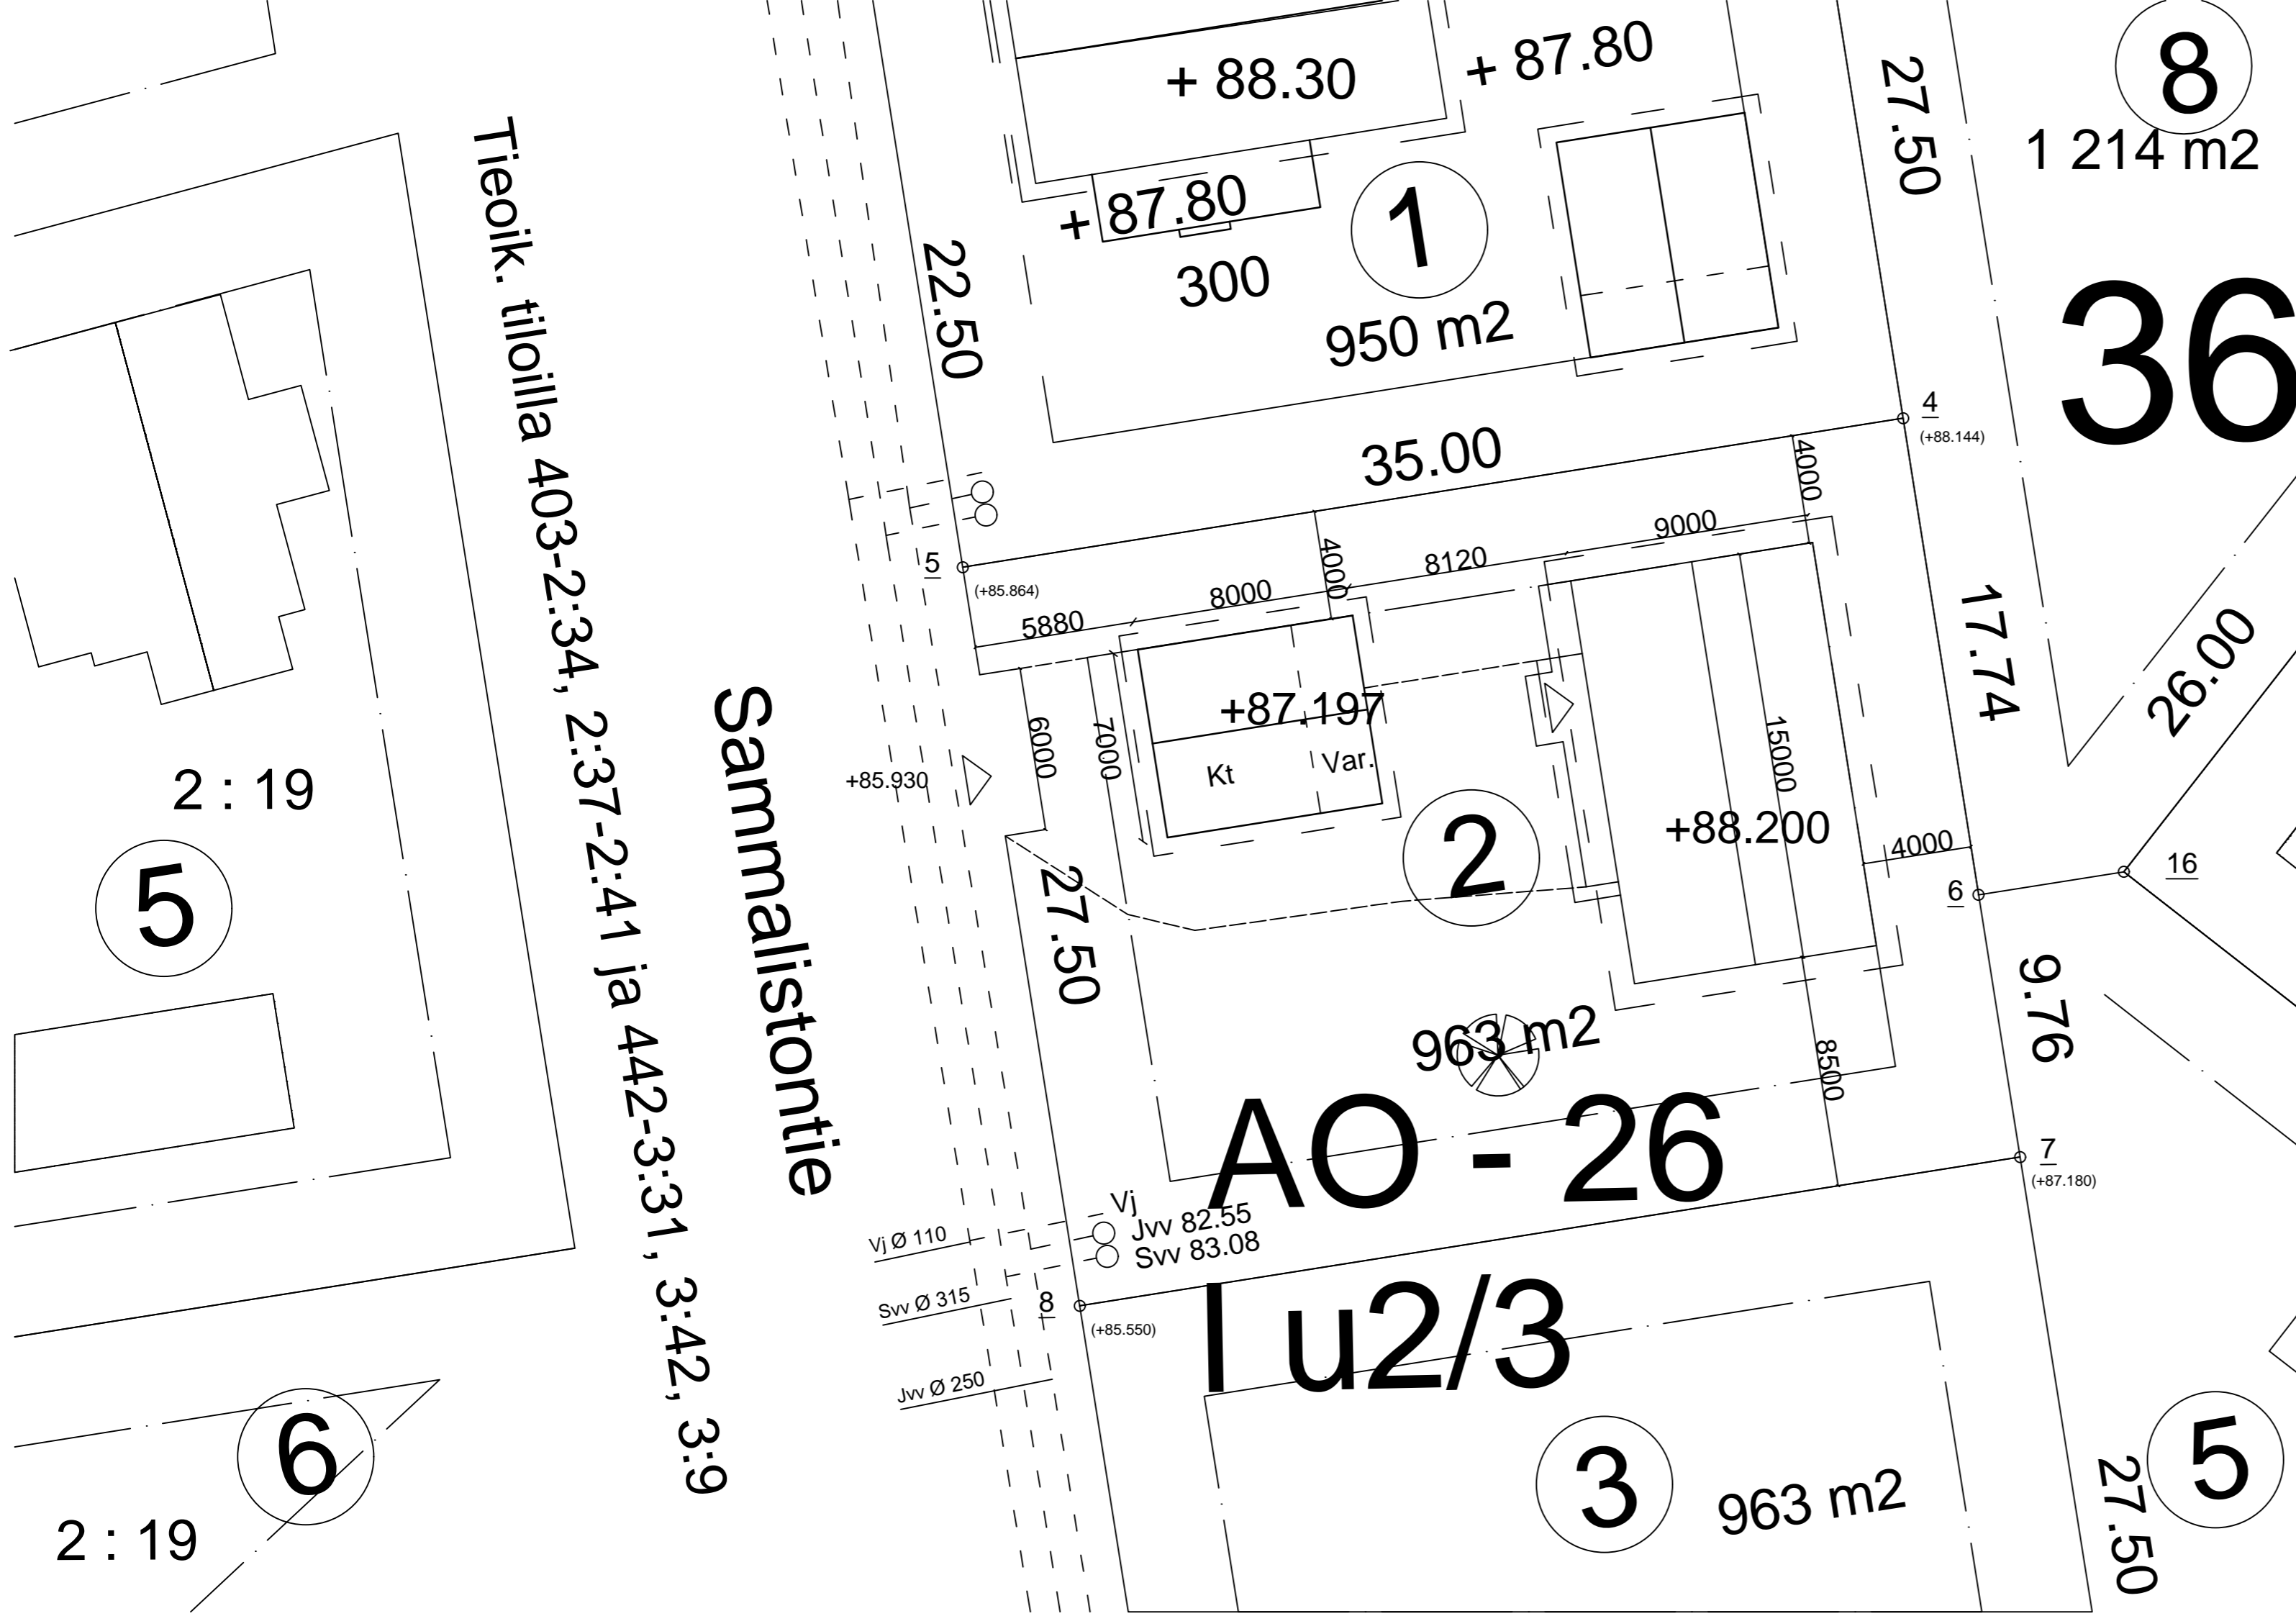 + 88.30
+ 87.80
8
1 214 m2
27.50
+ 87.80
1
300
950 m2
22.50
36
Tieoik. tiloilla 403-2:34, 2:37-2:41 ja 442-3:31, 3:42, 3:9
Sammalistontie
35.00
4
(+88.144)
4000
5
(+85.864)
5880
8000
4000
8120
9000
17.74
26.00
6000
7000
+87.197
Kt
Var.
15000
+85.930
2 : 19
5
2
+88.200
4000
6
16
27.50
9.76
963 m2
8500
AO - 26
7
(+87.180)
Vj
Jvv 82.55
Svv 83.08
Vj Ø 110
Svv Ø 315
Jvv Ø 250
8
(+85.550)
I u2/3
3
963 m2
27.50
5
6
2 : 19